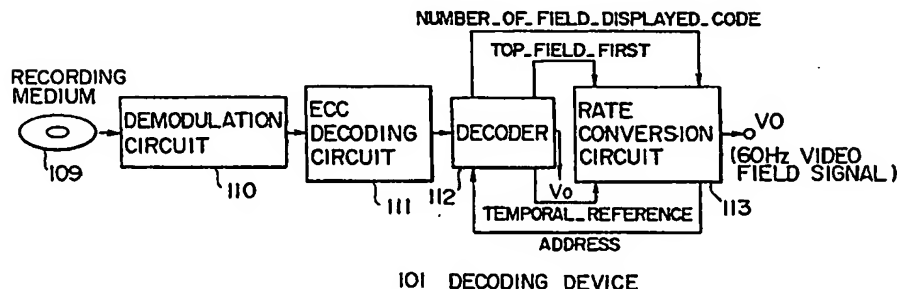 NUMBER_OF_FIELD_DISPLAYED_CODE
TOP_FIELD_FIRST
RECORDING
MEDIUM
109
DEMODULATION
CIRCUIT
110
ECC
DECODING
CIRCUIT
111
DECODER
112
Vo
TEMPORAL_REFERENCE
ADDRESS
RATE
CONVERSION
CIRCUIT
113
VO
(60Hz VIDEO
FIELD SIGNAL)
101 DECODING DEVICE